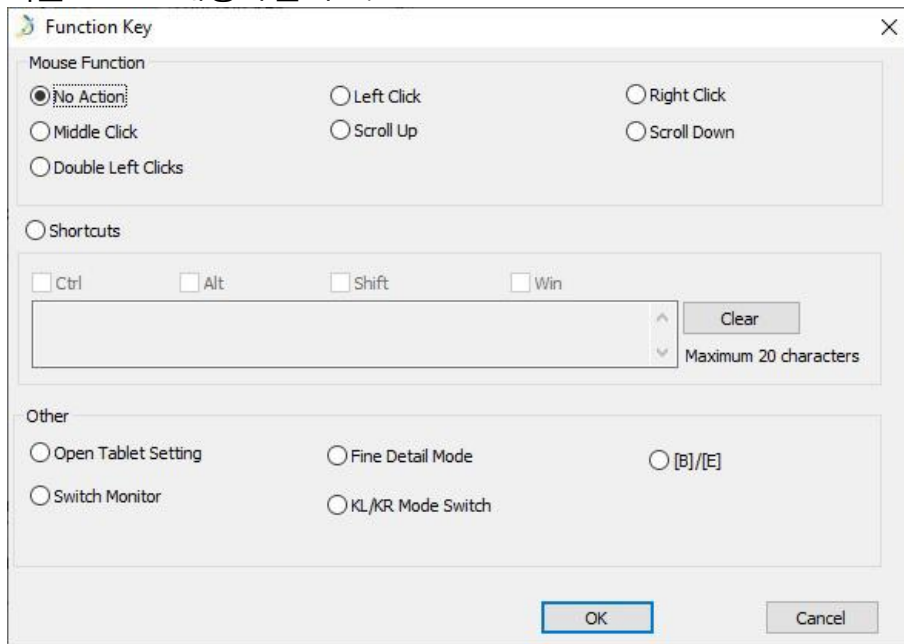 Function Key
Mouse Function
No Action Left Click Right Click
Middle Click Scroll Up Scroll Down
Double Left Clicks
Shortcuts
Ctrl Alt Shift Win
Clear
Maximum 20 characters
Other
Open Tablet Setting Fine Detail Mode [B]/[E]
Switch Monitor KL/KR Mode Switch
OK Cancel